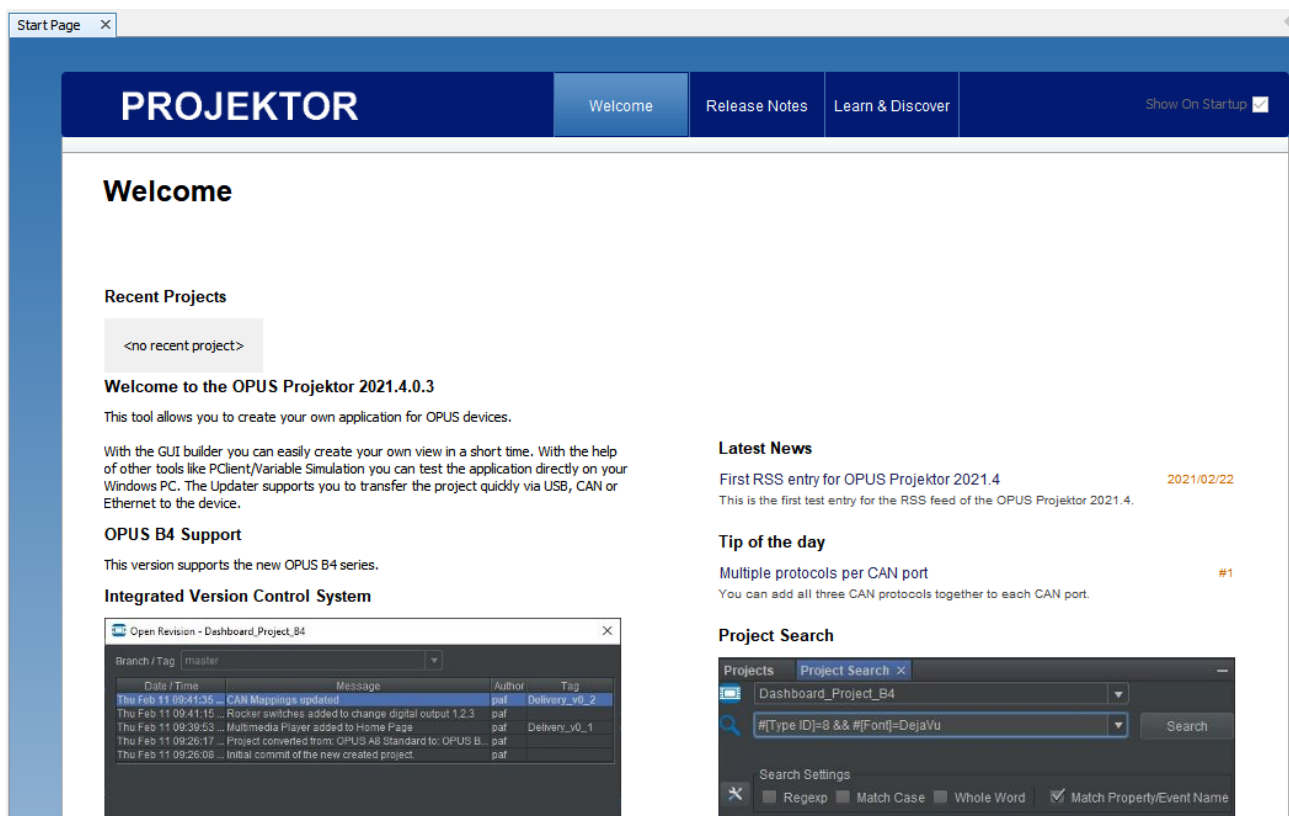 Start Page
PROJEKTOR
Welcome
Release Notes
Learn & Discover
Show On Startup
Welcome
Recent Projects
<no recent project>
Welcome to the OPUS Projektor 2021.4.0.3
This tool allows you to create your own application for OPUS devices.
With the GUI builder you can easily create your own view in a short time. With the help
of other tools like PClient/Variable Simulation you can test the application directly on your
Windows PC. The Updater supports you to transfer the project quickly via USB, CAN or
Ethernet to the device.
OPUS B4 Support
This version supports the new OPUS B4 series.
Integrated Version Control System
Open Revision - Dashboard_Project_B4
Branch / Tag master
Date / Time Message Author Tag
Thu Feb 11 09:41:35 ... CAN Mappings updated paf Delivery_v0_2
Thu Feb 11 09:41:15 ... Rocker switches added to change digital output 1,2,3 paf
Thu Feb 11 09:39:53 ... Multimedia Player added to Home Page paf Delivery_v0_1
Thu Feb 11 09:26:17 ... Project converted from: OPUS A8 Standard to: OPUS B... paf
Thu Feb 11 09:26:08 ... Initial commit of the new created project. paf
Latest News
First RSS entry for OPUS Projektor 2021.4 2021/02/22
This is the first test entry for the RSS feed of the OPUS Projektor 2021.4.
Tip of the day
Multiple protocols per CAN port #1
You can add all three CAN protocols together to each CAN port.
Project Search
Projects Project Search
Dashboard_Project_B4
#[Type ID]=8 && #[Font]=DejaVu Search
Search Settings
Regexp Match Case Whole Word Match Property/Event Name